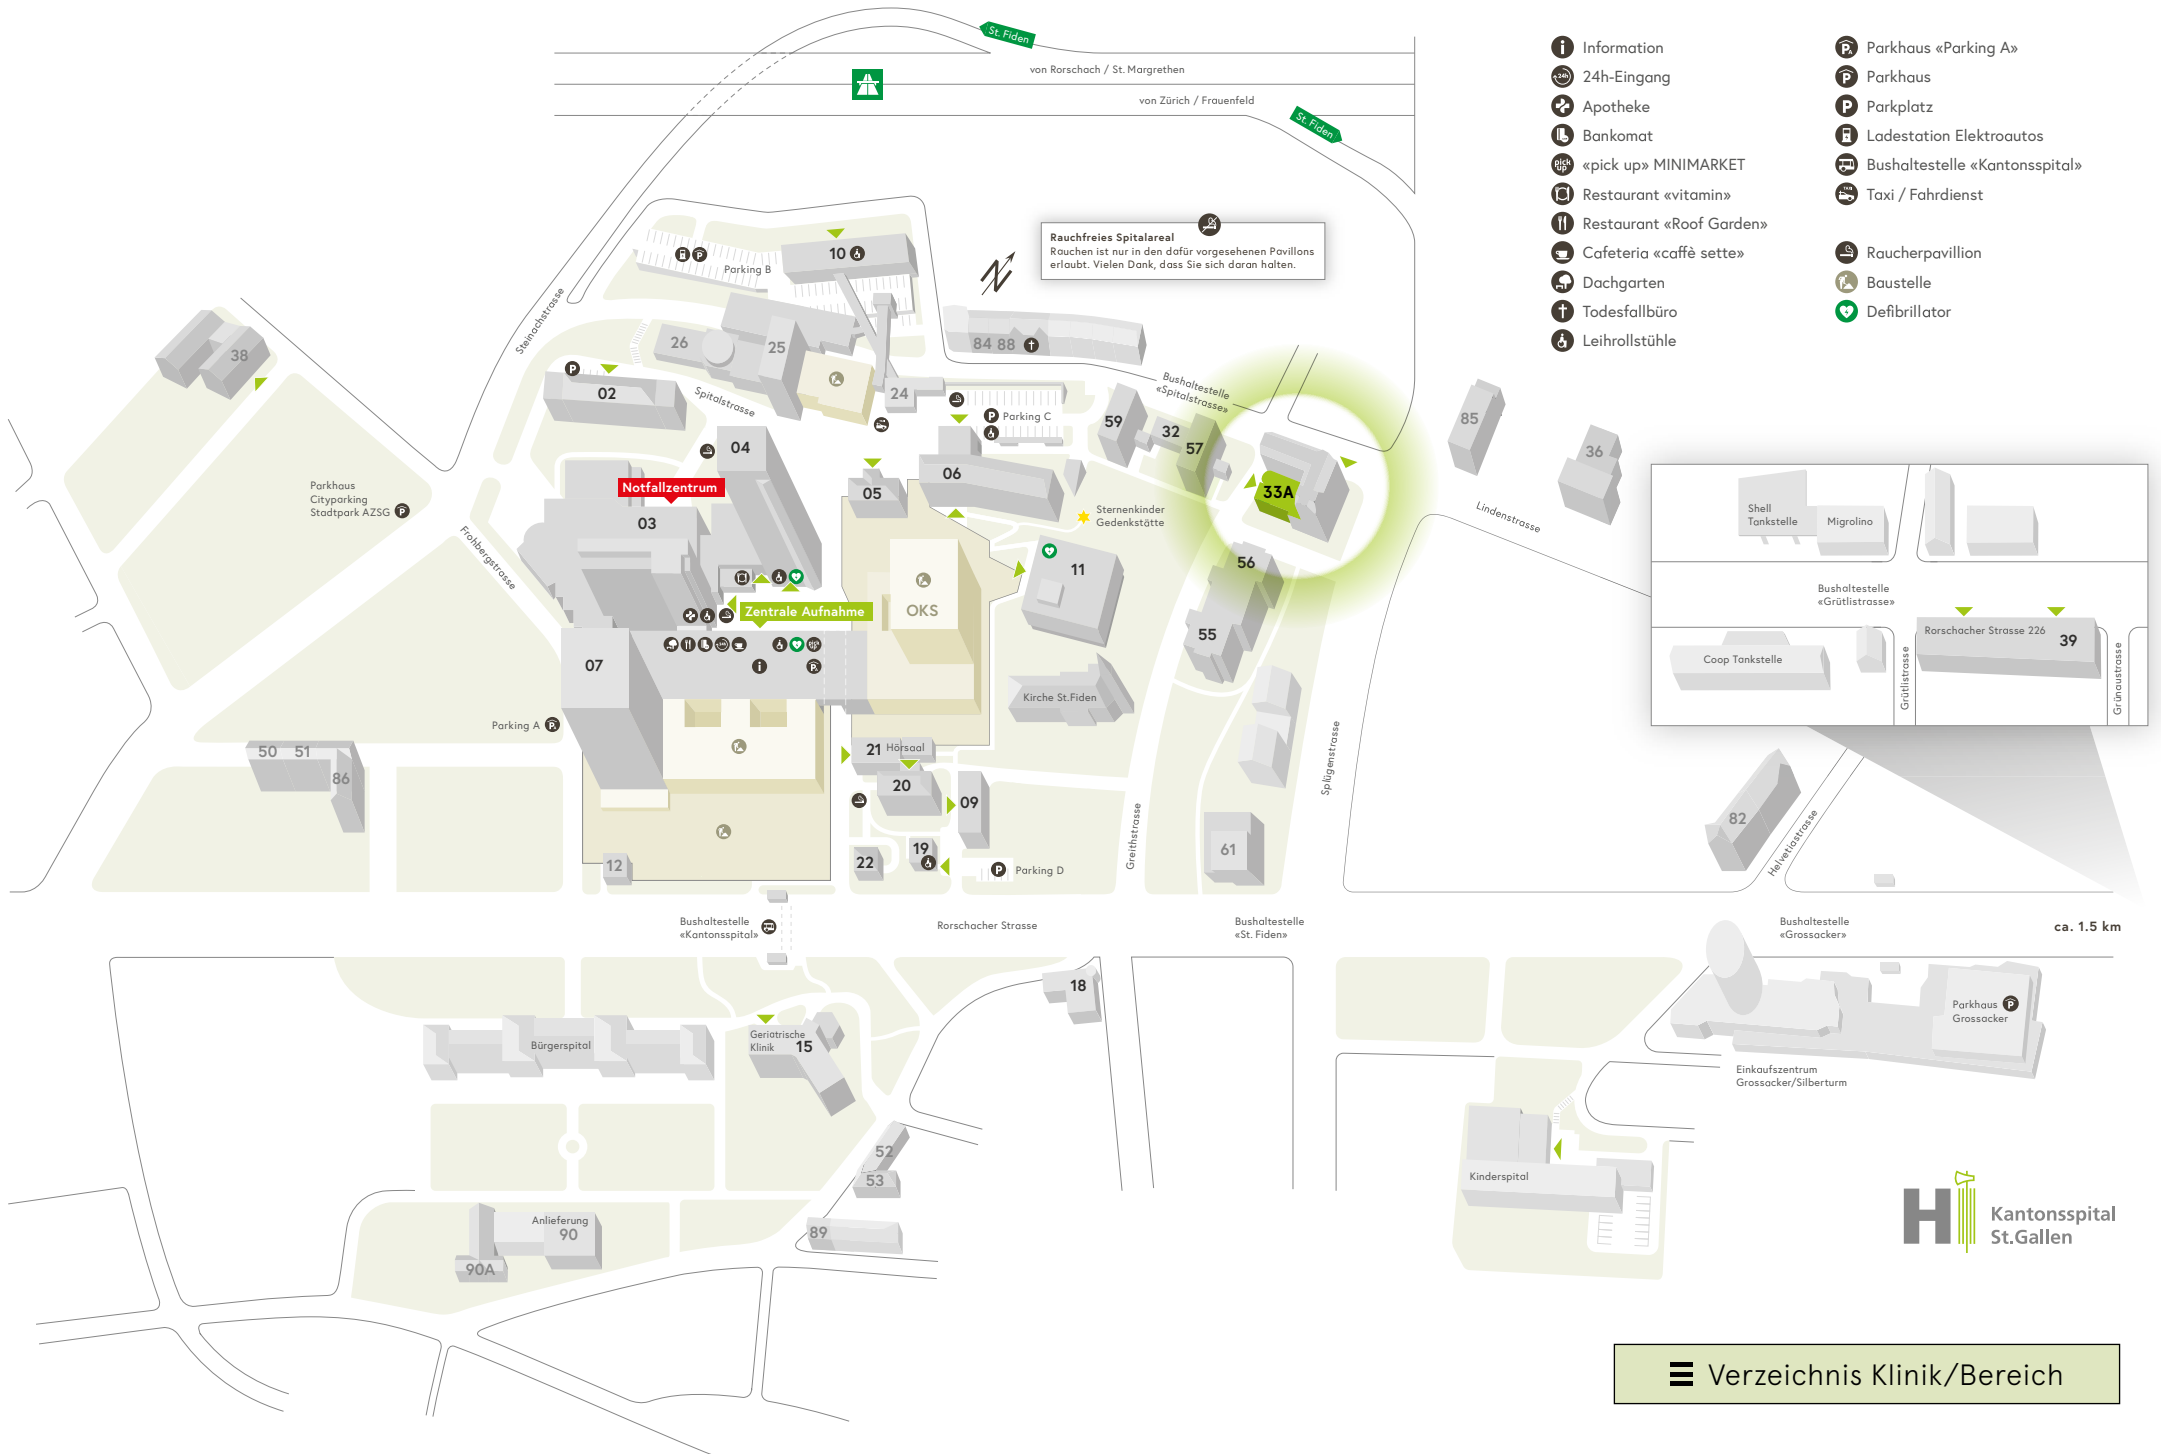 St. Fiden
von Rorschach / St. Margrethen
von Zürich / Frauenfeld
St. Fiden
Information
24h-Eingang
Apotheke
Bankomat
«pick up» MINIMARKET
Restaurant «vitamin»
Restaurant «Roof Garden»
Cafeteria «caffè sette»
Dachgarten
Todesfallbüro
Leihrollstühle
Parkhaus «Parking A»
Parkhaus
Parkplatz
Ladestation Elektroautos
Bushaltestelle «Kantonsspital»
Taxi / Fahrdienst
Raucherpavillion
Baustelle
Defibrillator
Rauchfreies Spitalareal
Rauchen ist nur in den dafür vorgesehenen Pavillons
erlaubt. Vielen Dank, dass Sie sich daran halten.
N
Steinachstrasse
Parking B
10
38
26
25
84 88
02
Spitalstrasse
24
Parking C
Bushaltestelle
«Spitalstrasse»
59
32
57
85
36
04
Notfallzentrum
03
05
06
33A
Parkhaus
Cityparking
Stadtpark AZSG
Frohbergstrasse
Sternenkinder
Gedenkstätte
Lindenstrasse
Shell
Tankstelle
Migrolino
Bushaltestelle
«Grütlistrasse»
Rorschacher Strasse 226
39
Coop Tankstelle
Grütlistrasse
Grünaustrasse
11
56
55
OKS
Zentrale Aufnahme
07
Kirche St.Fiden
Parking A
50
51
86
21 Hörsaal
20
09
Splügenstrasse
Greithstrasse
82
Helvetiastrasse
61
12
22
19
Parking D
Bushaltestelle
«Kantonsspital»
Rorschacher Strasse
Bushaltestelle
«St. Fiden»
Bushaltestelle
«Grossacker»
ca. 1.5 km
18
Parkhaus
Grossacker
Bürgerspital
Geriatrische
Klinik
15
Einkaufszentrum
Grossacker/Silberturm
52
53
Kinderspital
89
Anlieferung
90
90A
Kantonsspital
St.Gallen
Verzeichnis Klinik/Bereich